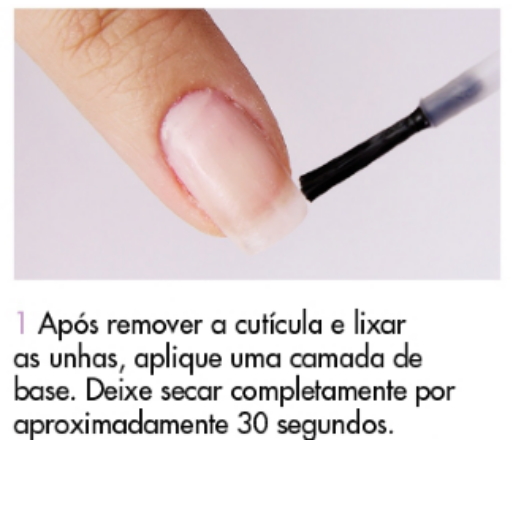 1 Após remover a cutícula e lixar
as unhas, aplique uma camada de
base. Deixe secar completamente por
aproximadamente 30 segundos.